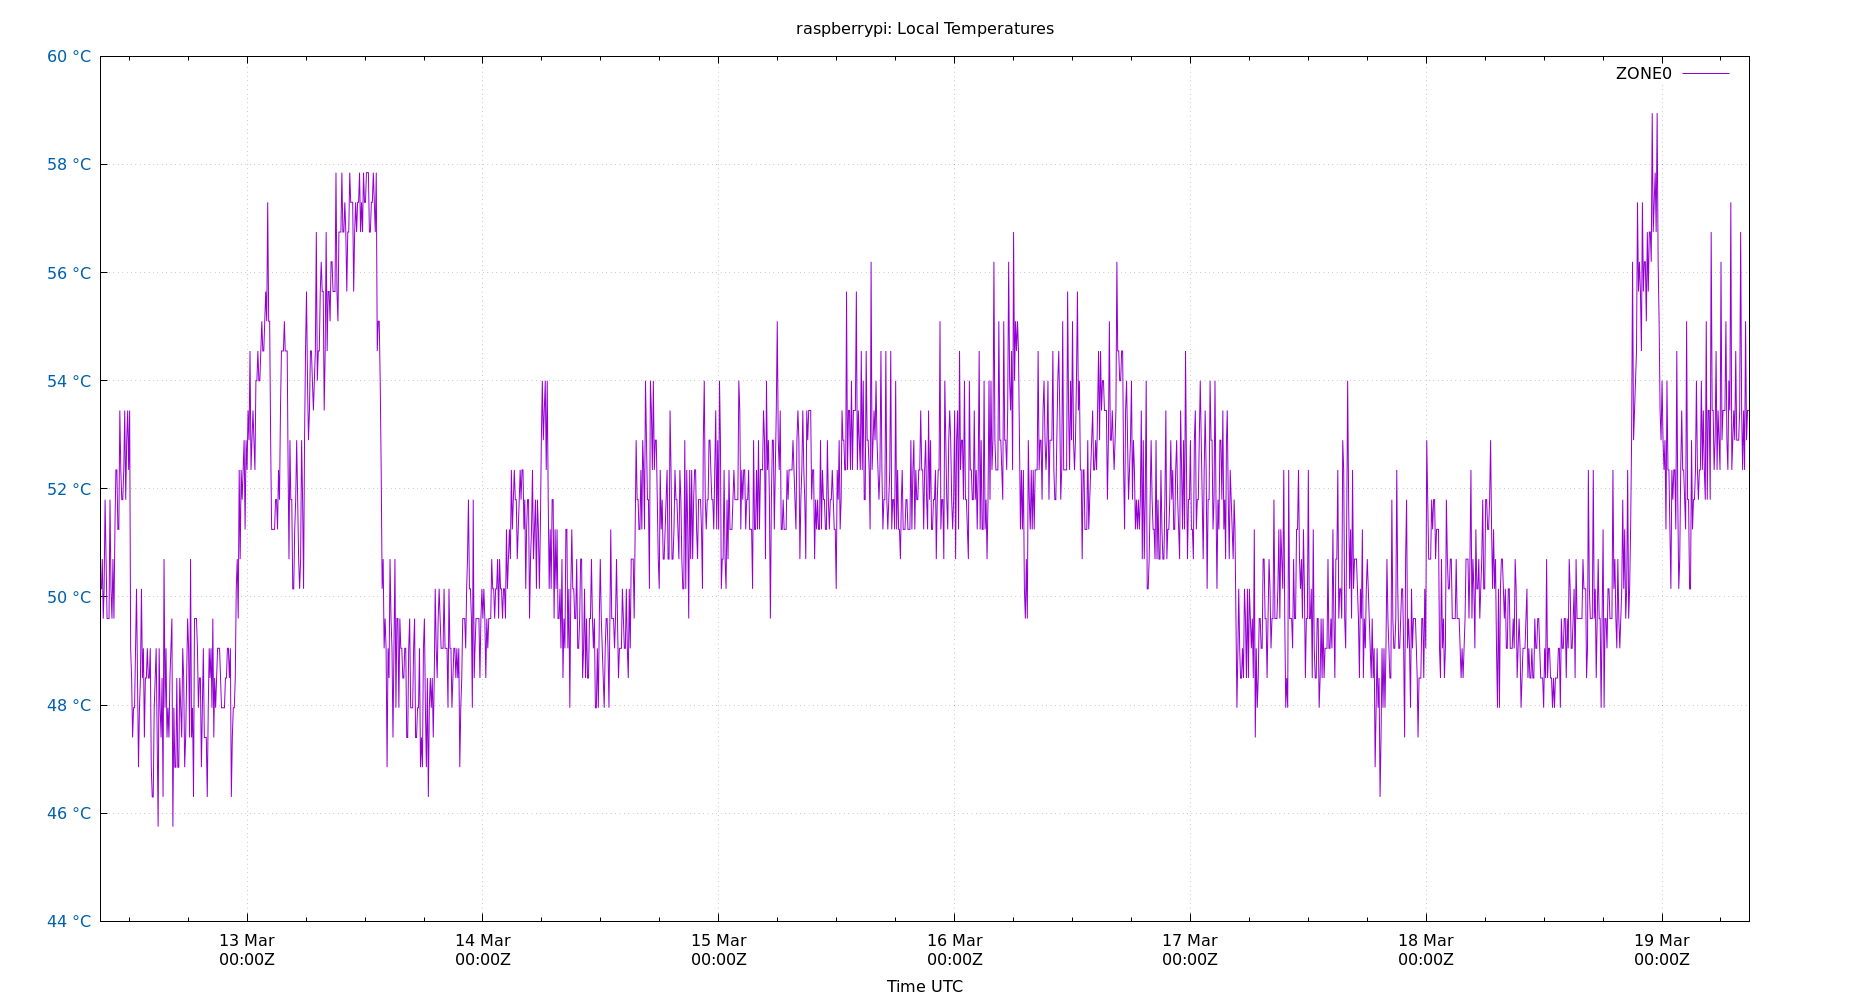 raspberrypi: Local Temperatures
60 °C
ZONE0
58 °C
56 °C
54 °C
52 °C
50 °C
48 °C
46 °C
44 °C
13 Mar
00:00Z
14 Mar
00:00Z
15 Mar
00:00Z
16 Mar
00:00Z
17 Mar
00:00Z
18 Mar
00:00Z
19 Mar
00:00Z
Time UTC